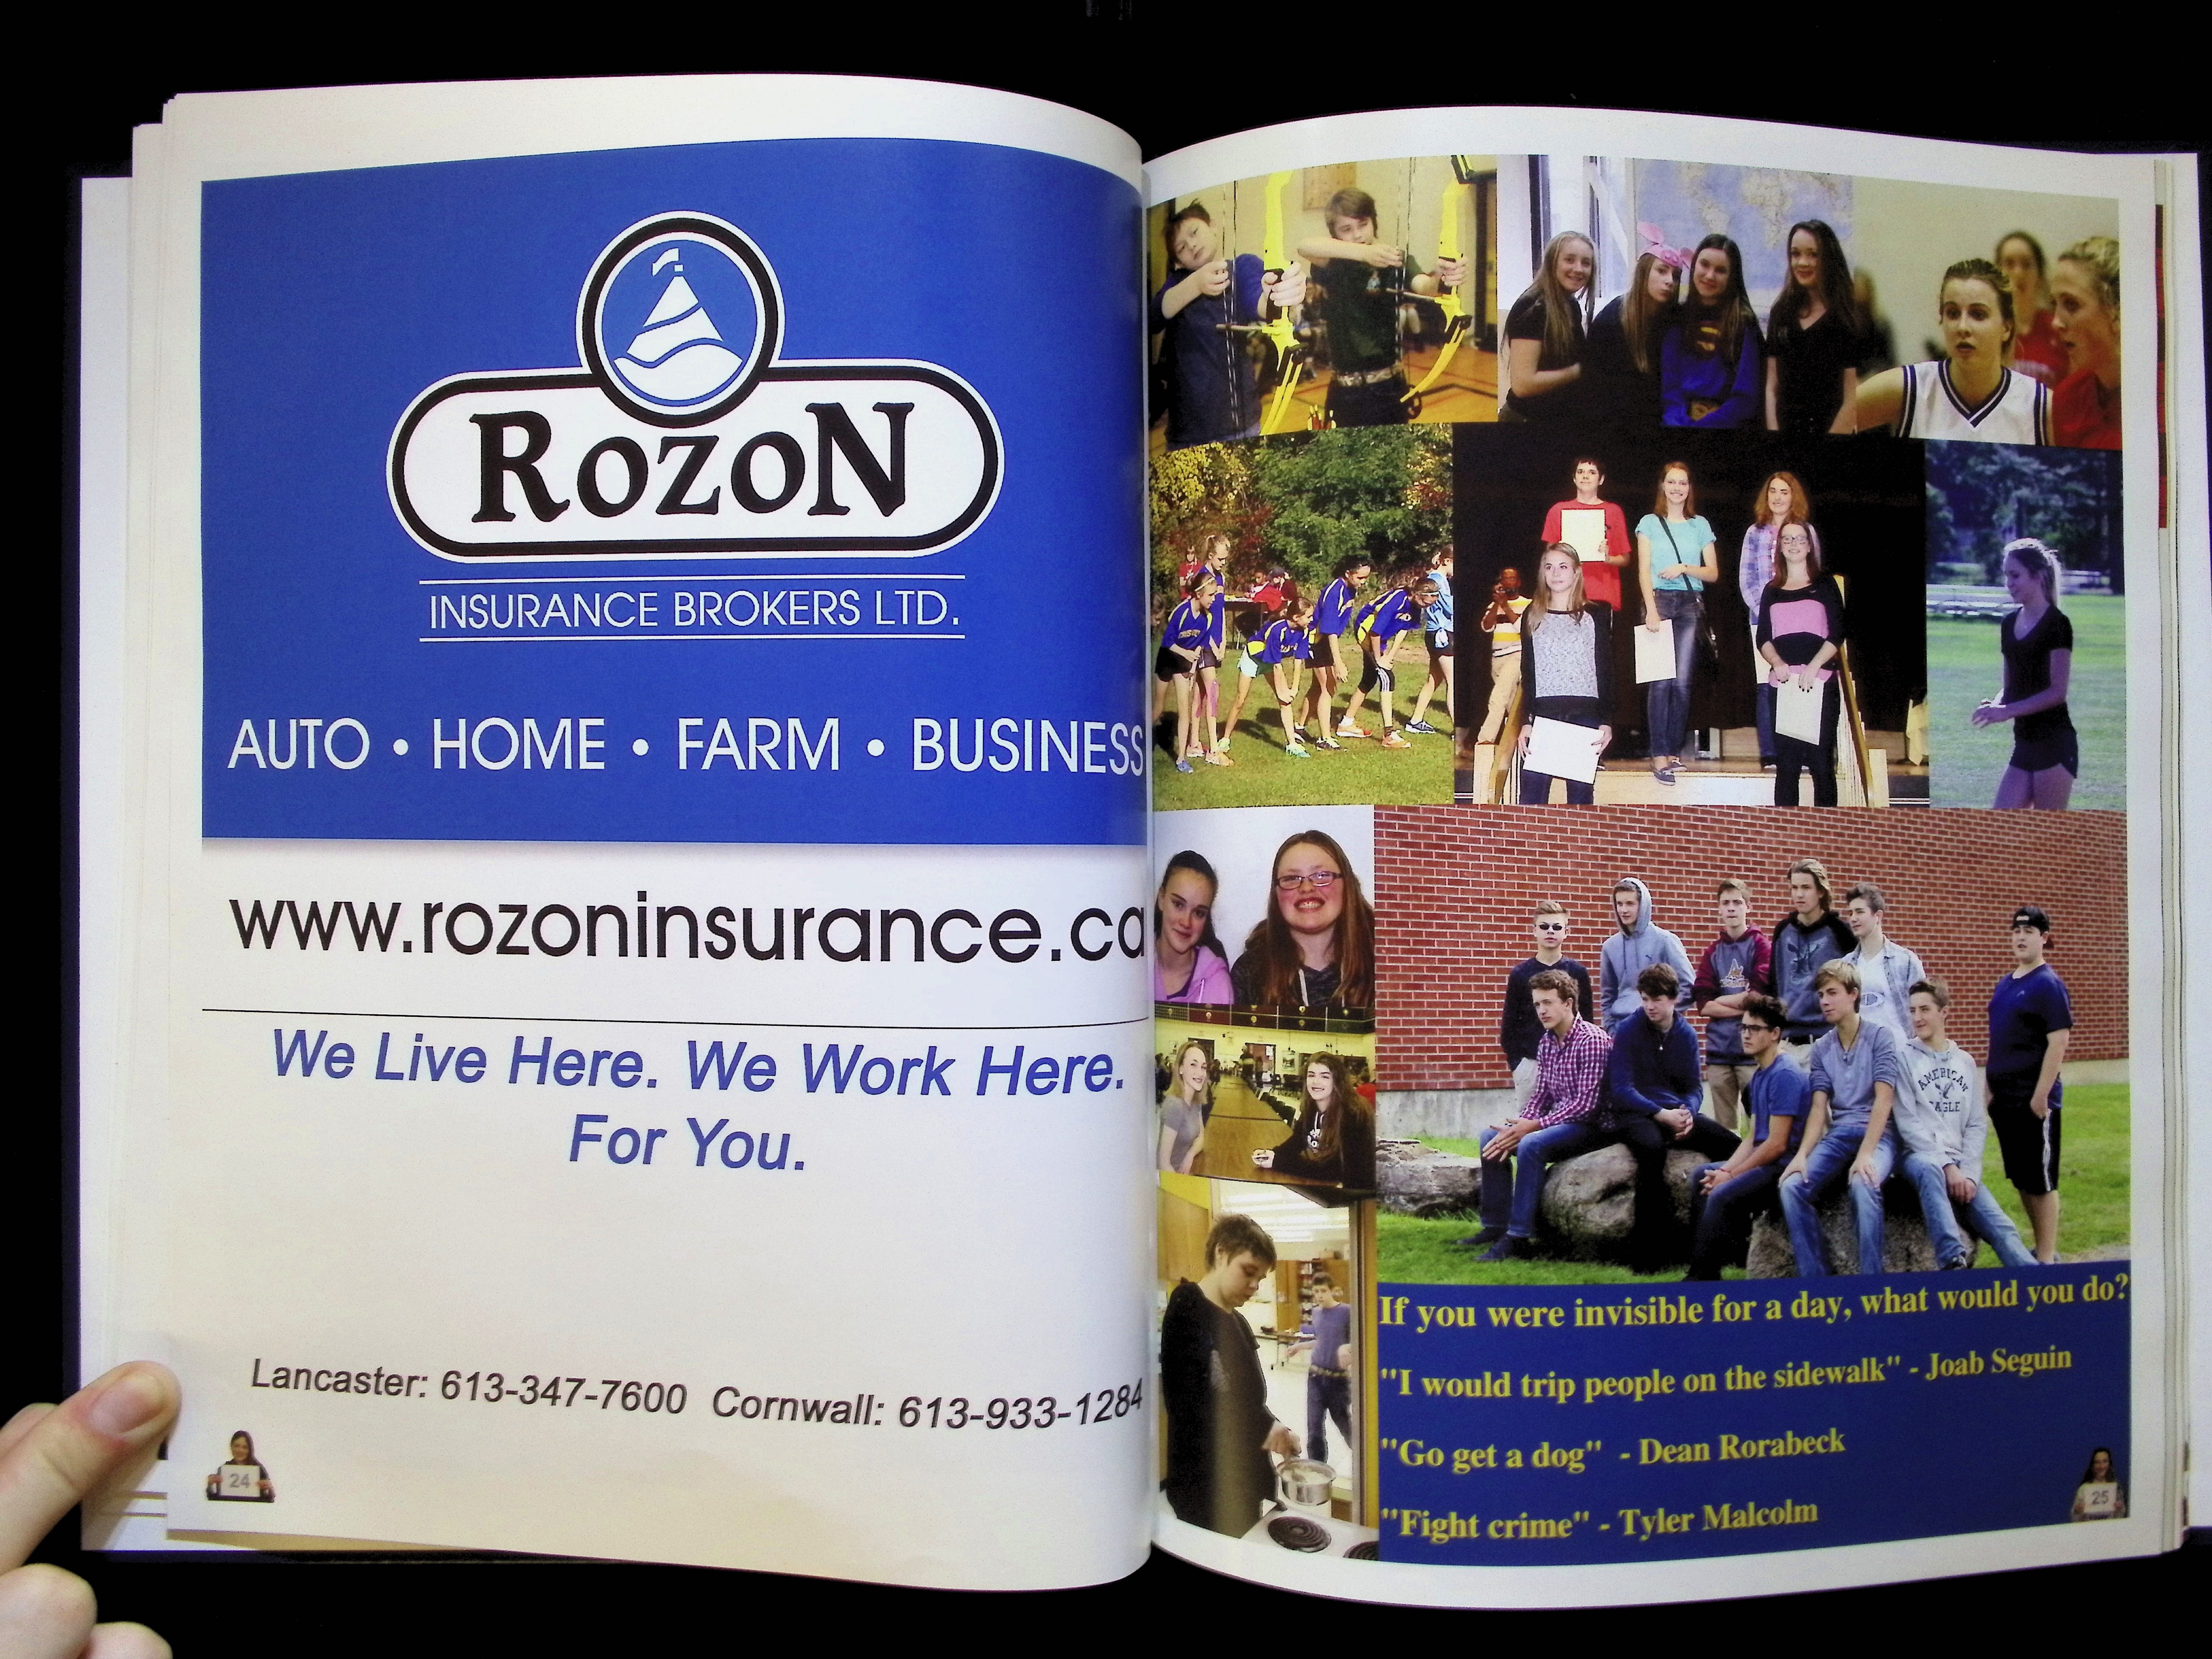 RozoN
INSURANCE BROKERS LTD.
AUTO • HOME • FARM • BUSINESS
www.rozoninsurance.ca
We Live Here. We Work Here.
For You.
Lancaster: 613-347-7600 Cornwall: 613-933-1284
24
AMERICAN
EAGLE
If you were invisible for a day, what would you do?
"I would trip people on the sidewalk" - Joab Seguin
"Go get a dog" - Dean Rorabeck
"Fight crime" - Tyler Malcolm
25